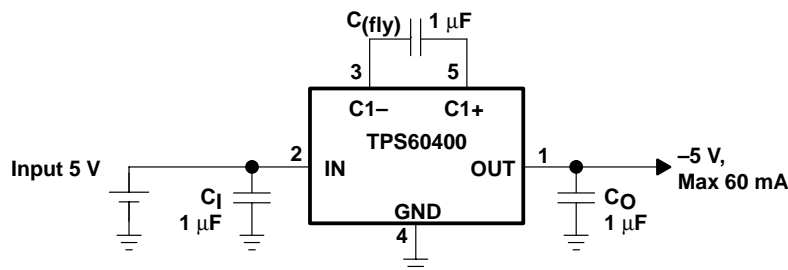 C(fly) 1 μF
3 5
C1– C1+
TPS60400
Input 5 V 2 IN OUT 1 –5 V,
Max 60 mA
CI
1 μF
GND
4
CO
1 μF